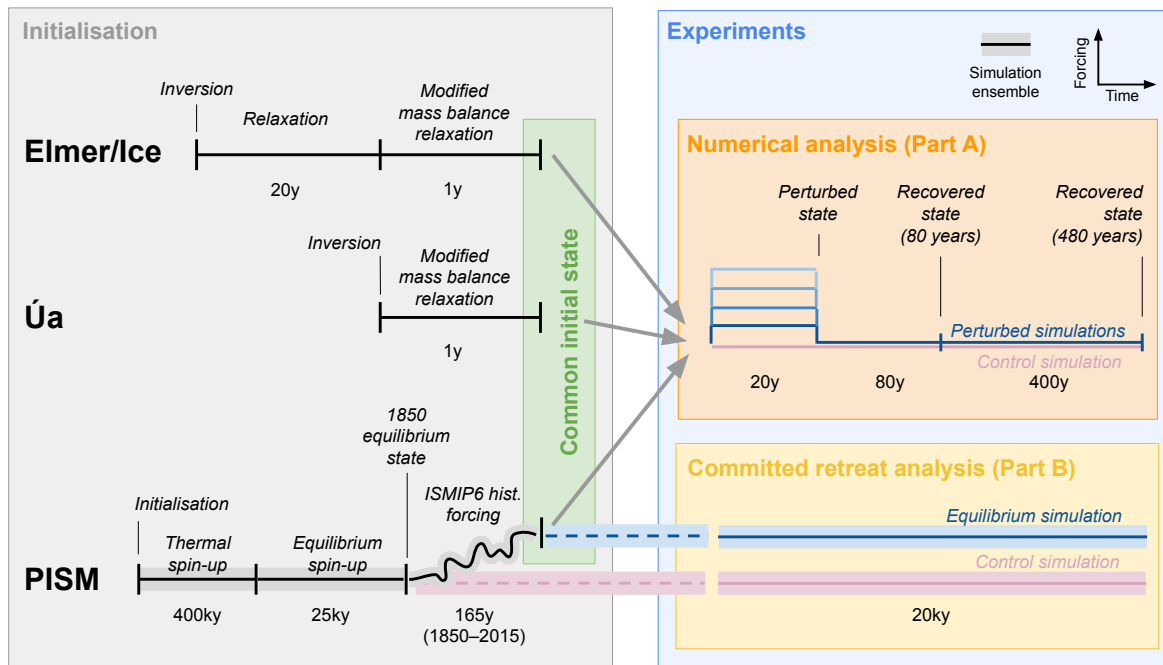 Initialisation
Inversion
Relaxation
Modified
mass balance
relaxation
Elmer/Ice
20y
1y
Inversion
Modified
mass balance
relaxation
Úa
1y
Common initial state
1850
equilibrium
state
ISMIP6 hist.
forcing
Initialisation
Thermal
spin-up
Equilibrium
spin-up
PISM
400ky
25ky
165y
(1850–2015)
Experiments
Simulation
ensemble
Forcing
Time
Numerical analysis (Part A)
Perturbed
state
Recovered
state
(80 years)
Recovered
state
(480 years)
Perturbed simulations
Control simulation
20y
80y
400y
Committed retreat analysis (Part B)
Equilibrium simulation
Control simulation
20ky